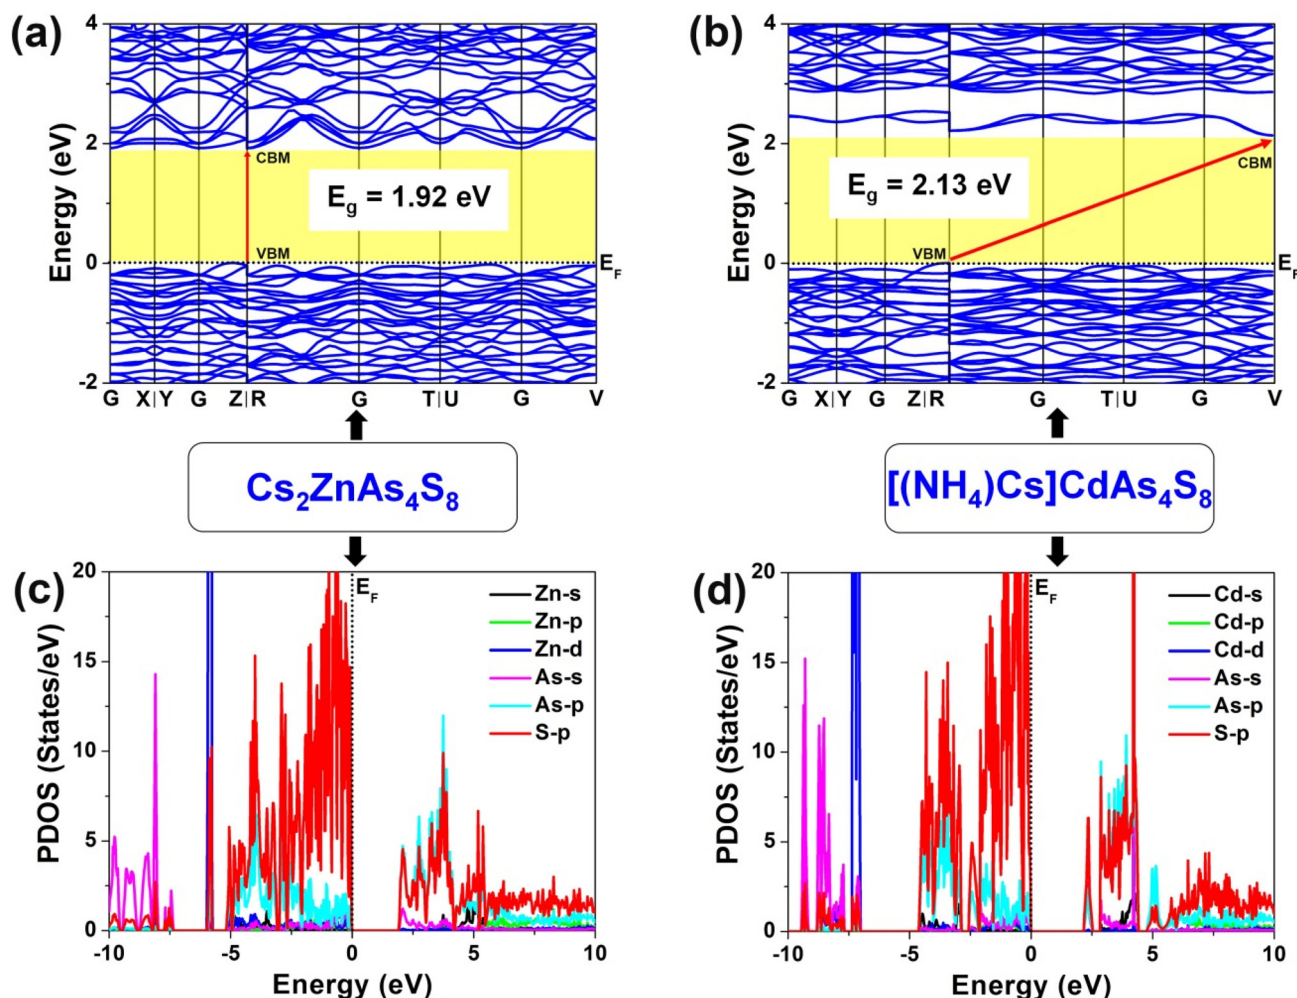 (a)
4
2
0
-2
Energy (eV)
CBM
E_g = 1.92 eV
VBM
E_F
G X|Y G Z|R G T|U G V
(b)
4
2
0
-2
Energy (eV)
CBM
E_g = 2.13 eV
VBM
E_F
G X|Y G Z|R G T|U G V
Cs₂ZnAs₄S₈
[(NH₄)Cs]CdAs₄S₈
(c)
20
15
10
5
0
PDOS (States/eV)
E_F
Zn-s
Zn-p
Zn-d
As-s
As-p
S-p
-10 -5 0 5 10
Energy (eV)
(d)
20
15
10
5
0
PDOS (States/eV)
E_F
Cd-s
Cd-p
Cd-d
As-s
As-p
S-p
-10 -5 0 5 10
Energy (eV)